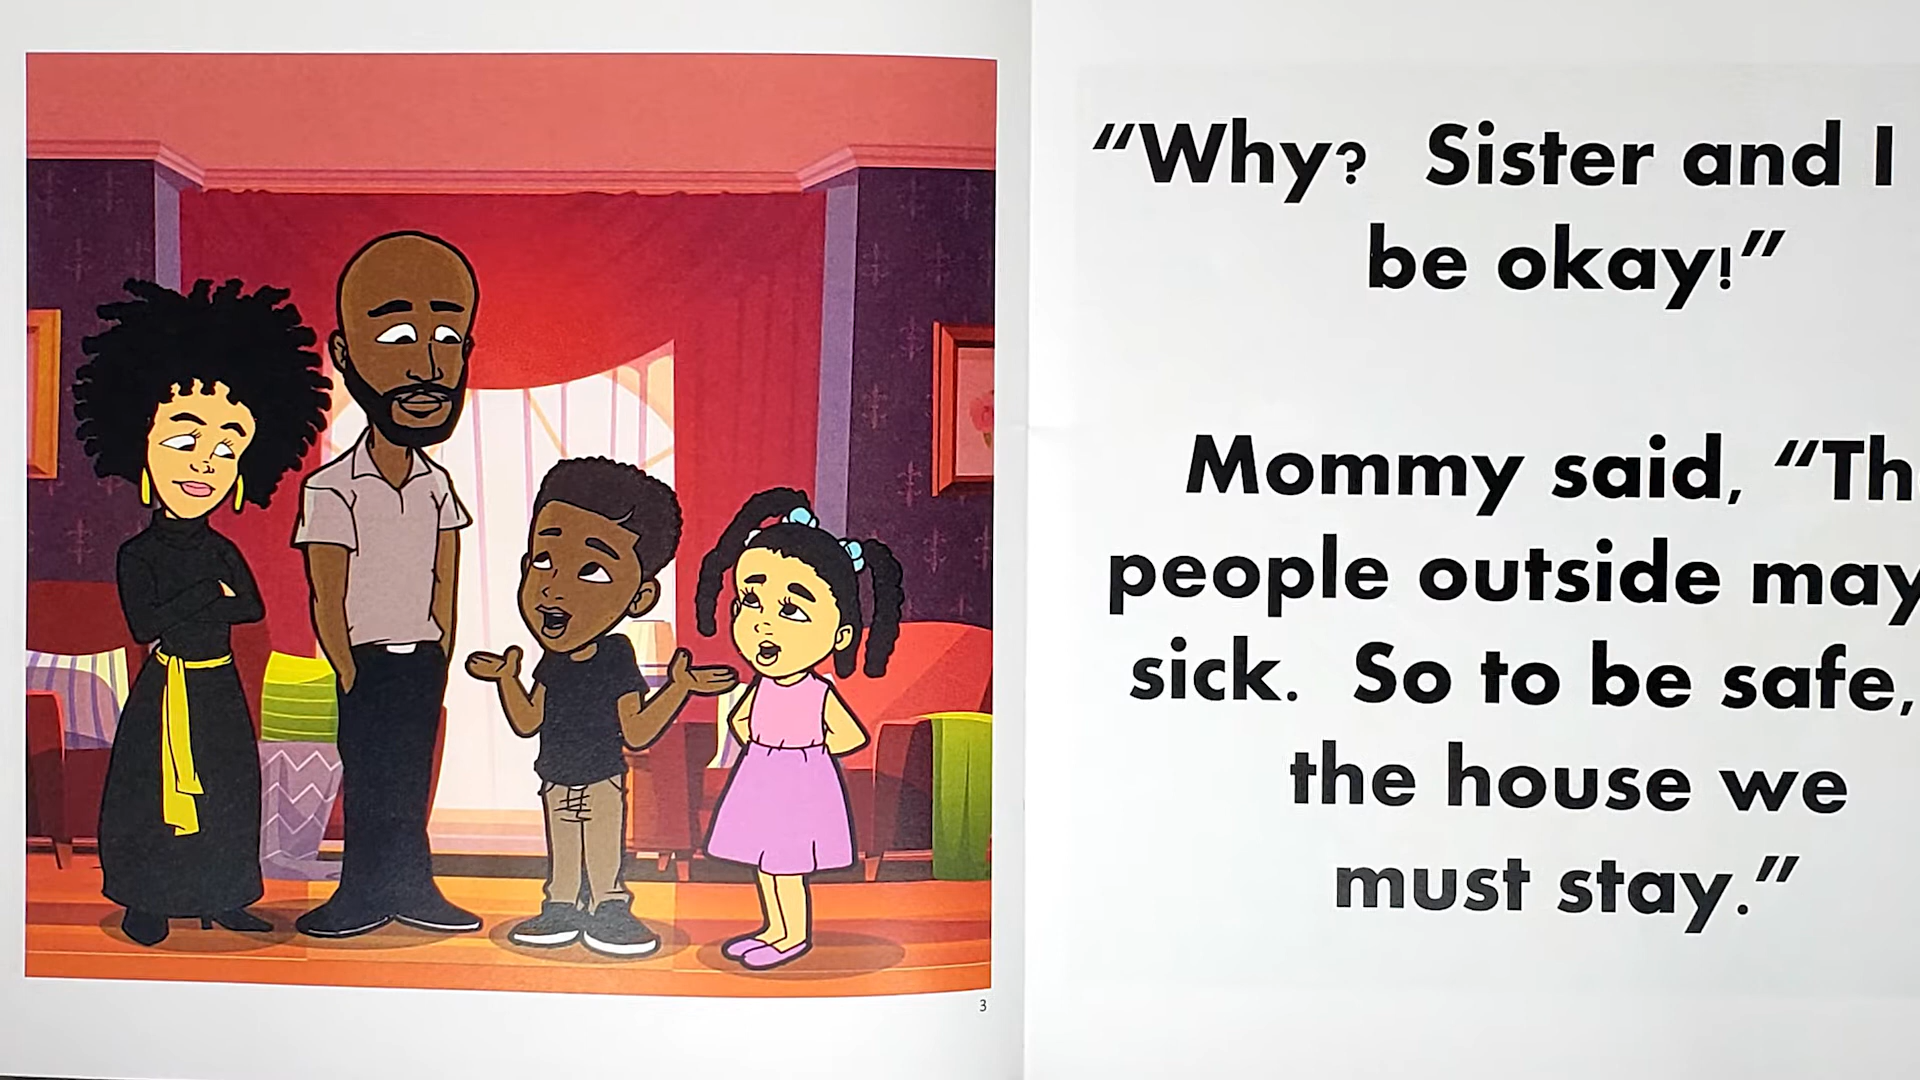 3
“Why?  Sister and I
be okay!”
Mommy said, “Th
people outside may
sick.  So to be safe,
the house we
must stay.”